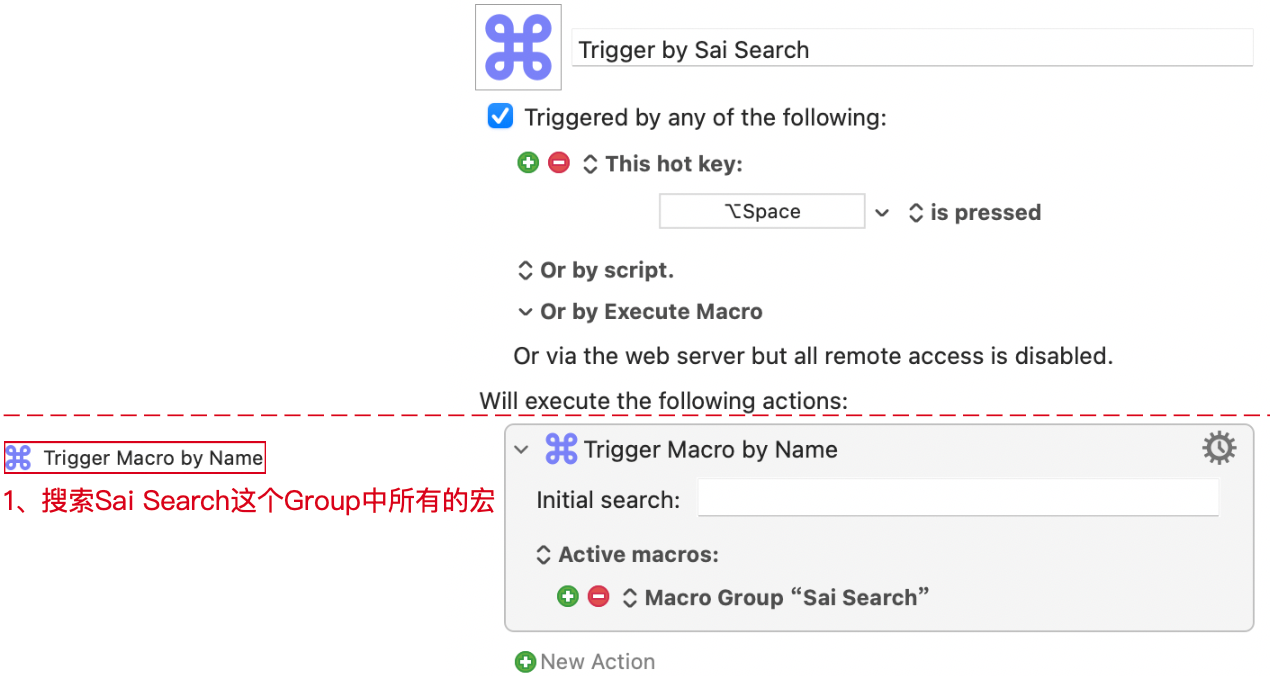 Trigger by Sai Search
Triggered by any of the following:
This hot key:
⌥Space
is pressed
Or by script.
Or by Execute Macro
Or via the web server but all remote access is disabled.
Will execute the following actions:
Trigger Macro by Name
1、搜索Sai Search这个Group中所有的宏
Trigger Macro by Name
Initial search:
Active macros:
Macro Group “Sai Search”
New Action